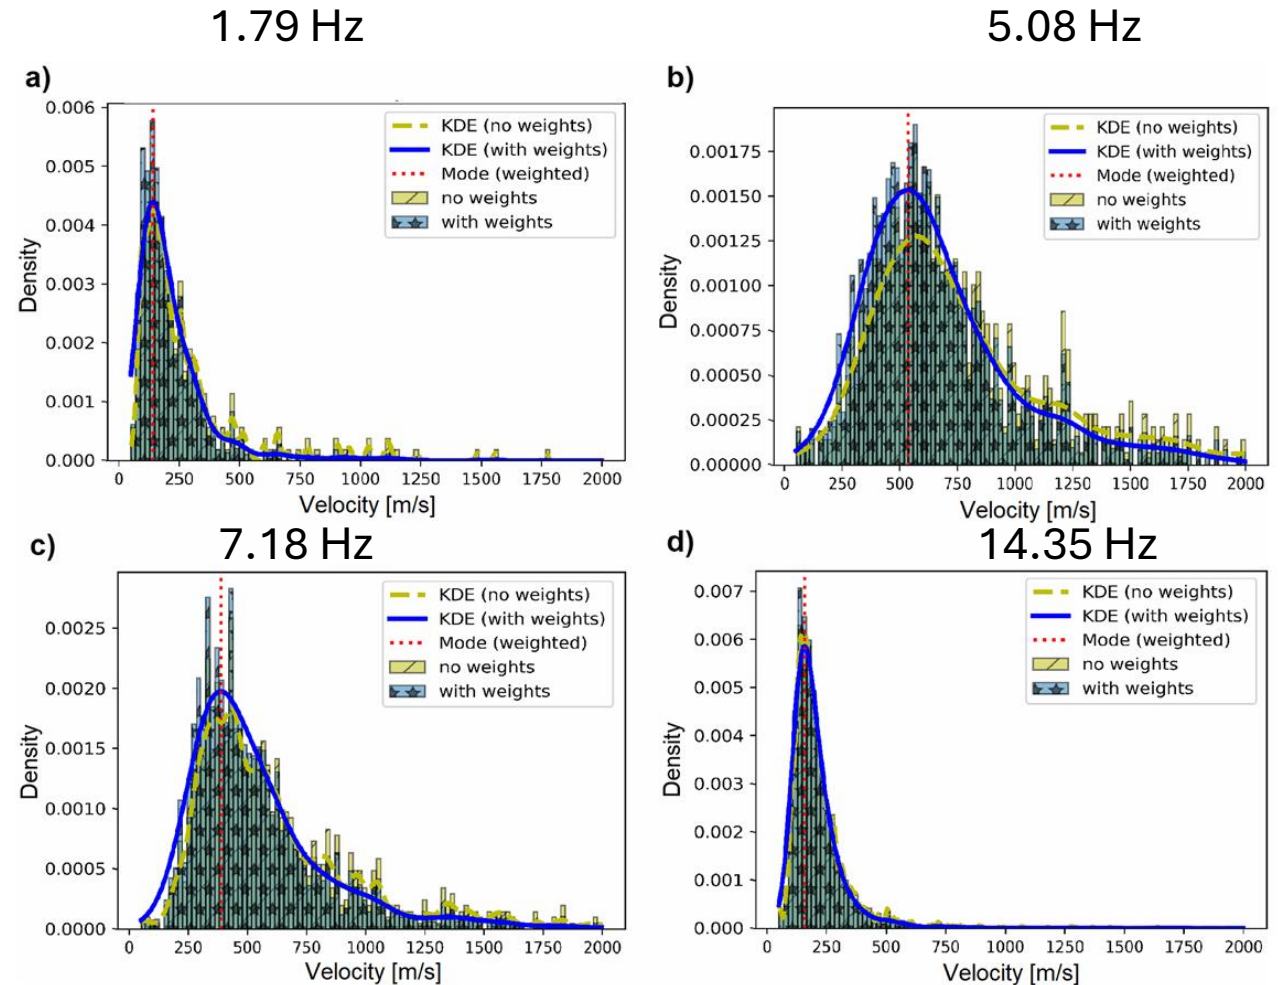 1.79 Hz
5.08 Hz
a)
b)
0.006
0.005
0.004
0.003
0.002
0.001
0.000
Density
KDE (no weights)
KDE (with weights)
Mode (weighted)
no weights
with weights
0 250 500 750 1000 1250 1500 1750 2000
Velocity [m/s]
0.00175
0.00150
0.00125
0.00100
0.00075
0.00050
0.00025
0.00000
Density
KDE (no weights)
KDE (with weights)
Mode (weighted)
no weights
with weights
0 250 500 750 1000 1250 1500 1750 2000
Velocity [m/s]
c)
7.18 Hz
d)
14.35 Hz
0.0025
0.0020
0.0015
0.0010
0.0005
0.0000
Density
KDE (no weights)
KDE (with weights)
Mode (weighted)
no weights
with weights
0 250 500 750 1000 1250 1500 1750 2000
Velocity [m/s]
0.007
0.006
0.005
0.004
0.003
0.002
0.001
0.000
Density
KDE (no weights)
KDE (with weights)
Mode (weighted)
no weights
with weights
0 250 500 750 1000 1250 1500 1750 2000
Velocity [m/s]